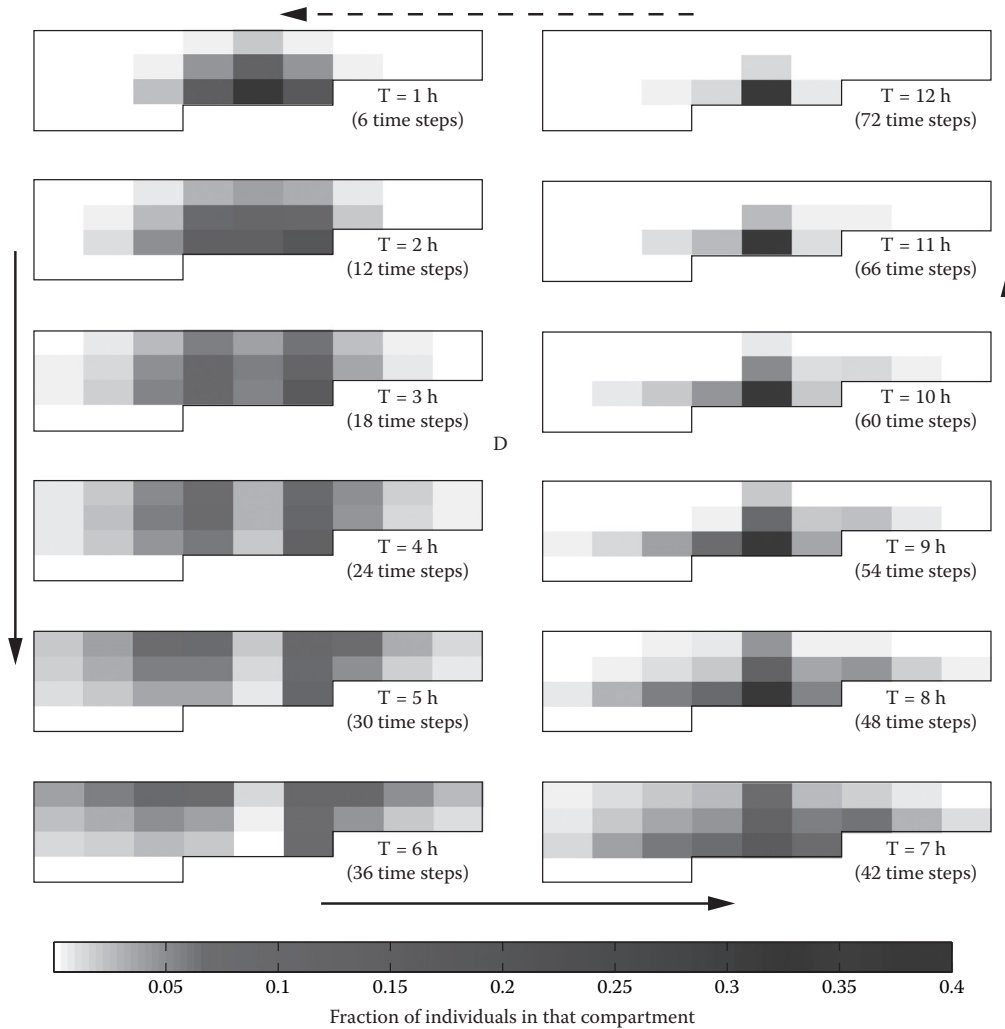 T = 1 h
(6 time steps)
T = 12 h
(72 time steps)
T = 2 h
(12 time steps)
T = 11 h
(66 time steps)
T = 3 h
(18 time steps)
T = 10 h
(60 time steps)
D
T = 4 h
(24 time steps)
T = 9 h
(54 time steps)
T = 5 h
(30 time steps)
T = 8 h
(48 time steps)
T = 6 h
(36 time steps)
T = 7 h
(42 time steps)
0.05 0.1 0.15 0.2 0.25 0.3 0.35 0.4
Fraction of individuals in that compartment